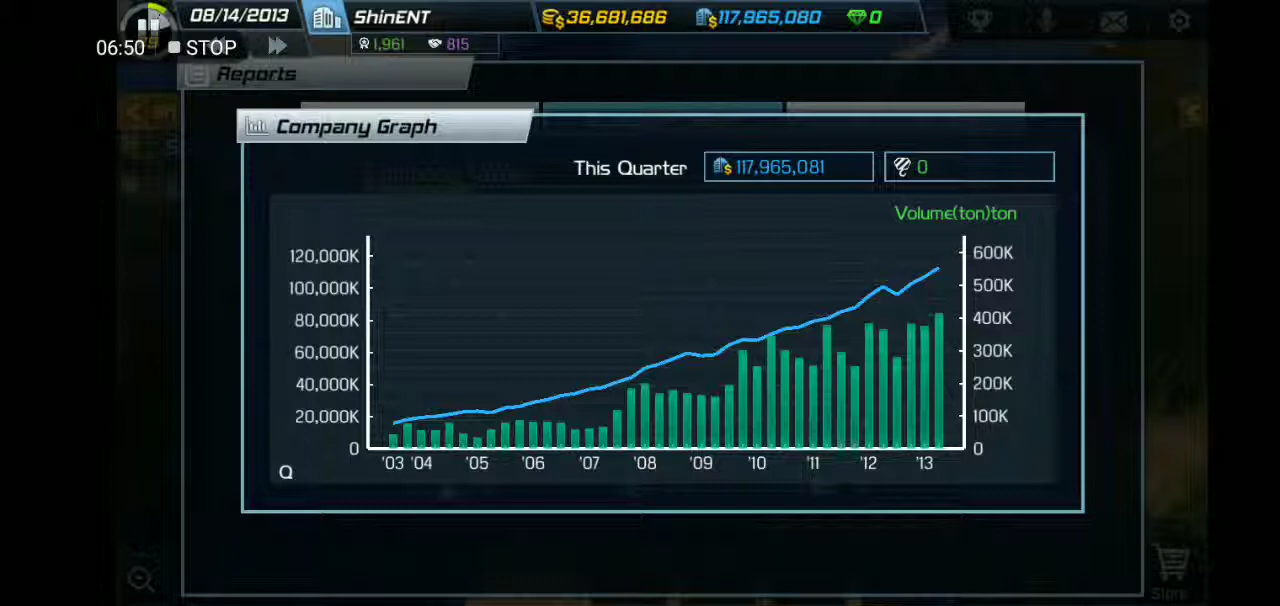 08/14/2013 ShinENT 36,681,686 $117,965,080 0
06:50 STOP 1,961 815
Reports
Company Graph
This Quarter $ 117,965,081 0
Volume(ton)ton
120,000K 600K
100,000K 500K
80,000K 400K
60,000K 300K
40,000K 200K
20,000K 100K
0 0
'03 '04 '05 '06 '07 '08 '09 '10 '11 '12 '13
Q
Store